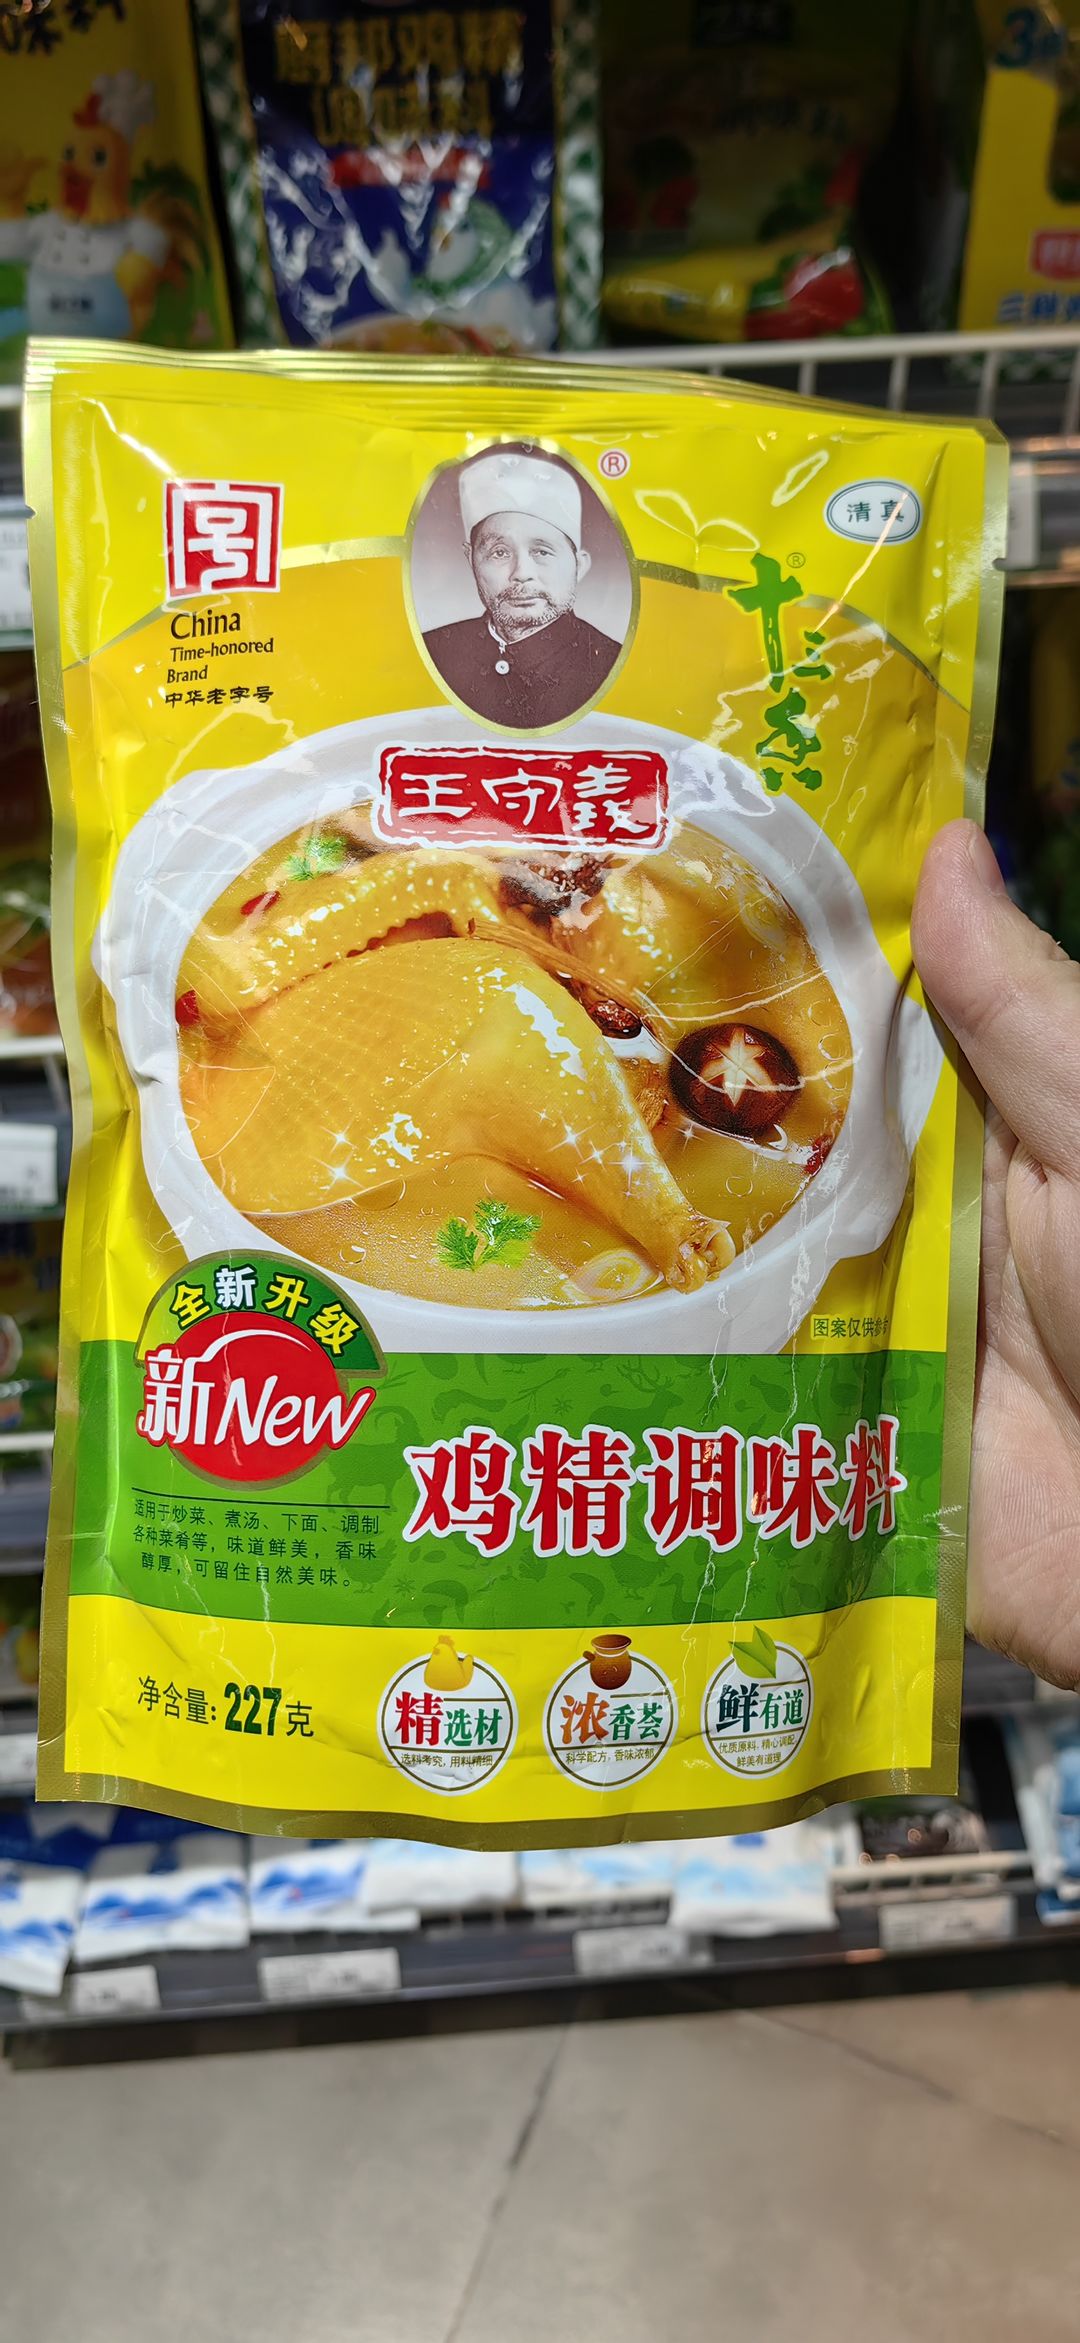 ®
清真
China
Time-honored
Brand
中华老字号
®
十三香
王守義
图案仅供参
全新升级
新New
鸡精调味料
适用于炒菜、煮汤、下面、调制
各种菜肴等，味道鲜美，香味
醇厚，可留住自然美味。
净含量:227克
精选材
选料考究，用料精细
浓香荟
科学配方，香味浓郁
鲜有道
优质原料，精心调配
鲜美有道理